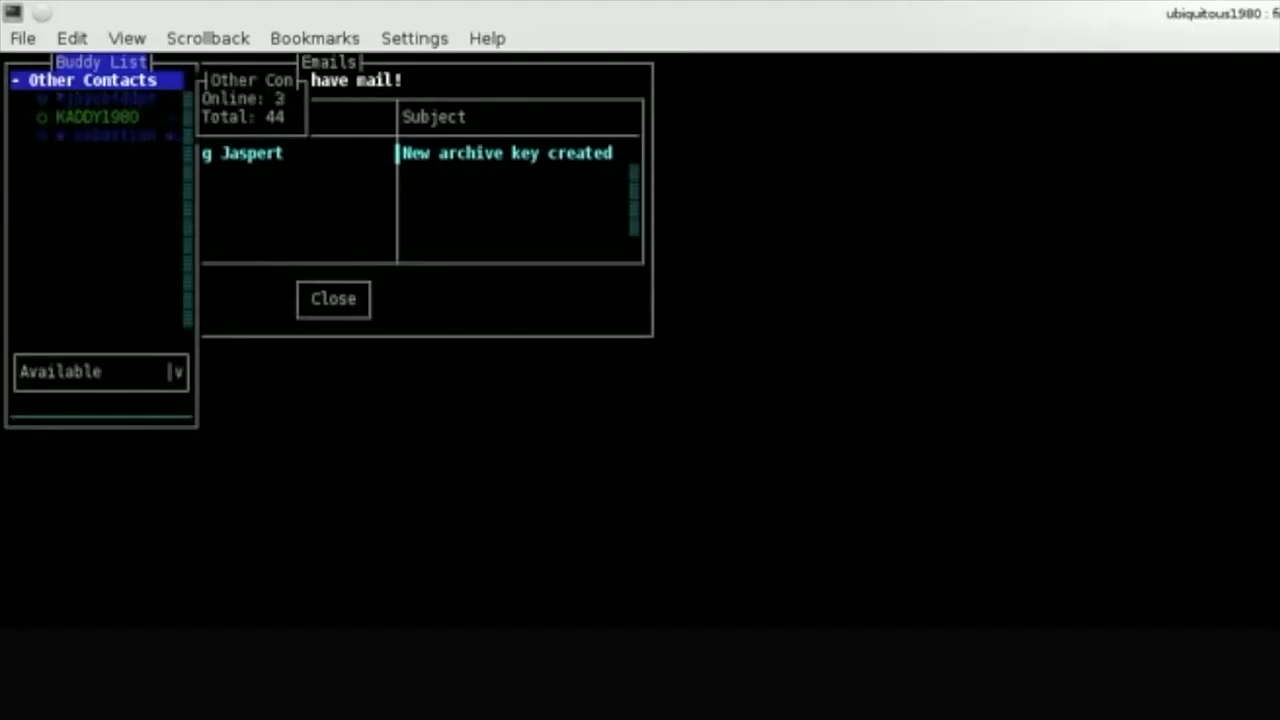 ubiquitous1980 : fi
File Edit View Scrollback Bookmarks Settings Help
Buddy List
Emails
- Other Contacts
Other Con
have mail!
Online: 3
KADDY1980
Total: 44
Subject
g Jaspert
New archive key created
Close
Available |v